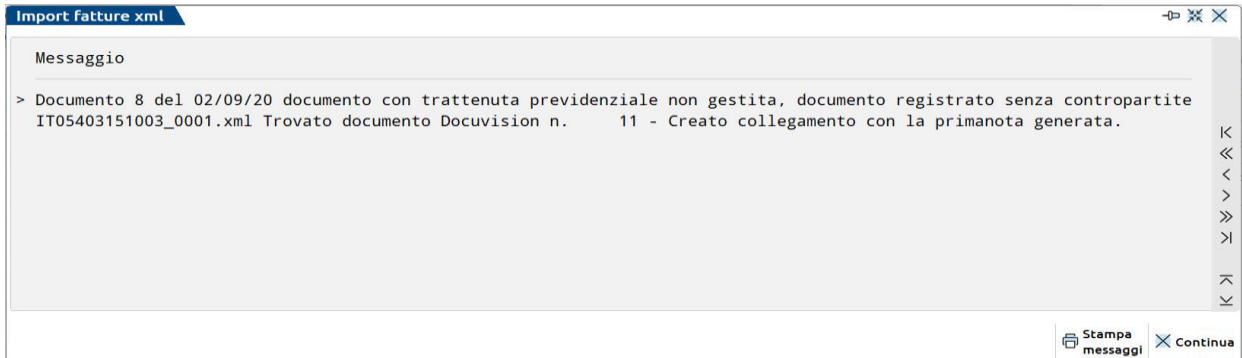 Import fatture xml
Messaggio
> Documento 8 del 02/09/20 documento con trattenuta previdenziale non gestita, documento registrato senza contropartite
IT05403151003_0001.xml Trovato documento Docuvision n.     11 - Creato collegamento con la primanota generata.
Stampa
messaggi
Continua